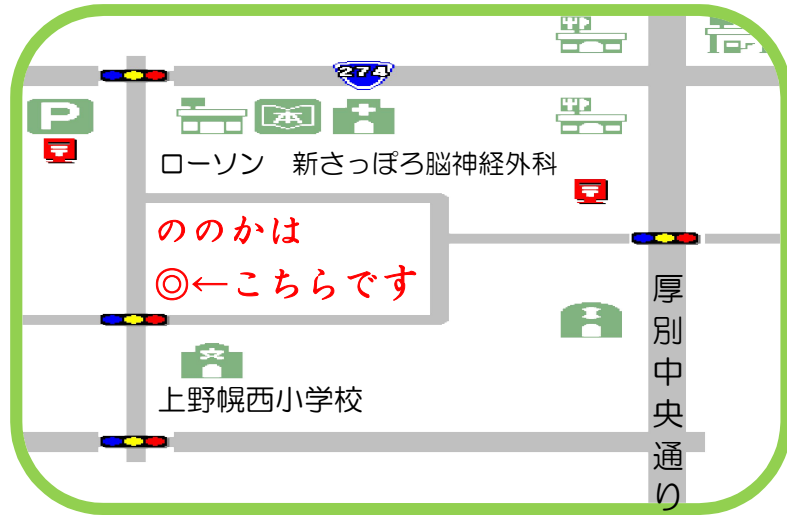 274
P
本
ローソン 新さっぽろ脳神経外科
ののかは
◎←こちらです
上野幌西小学校
厚別中央通り